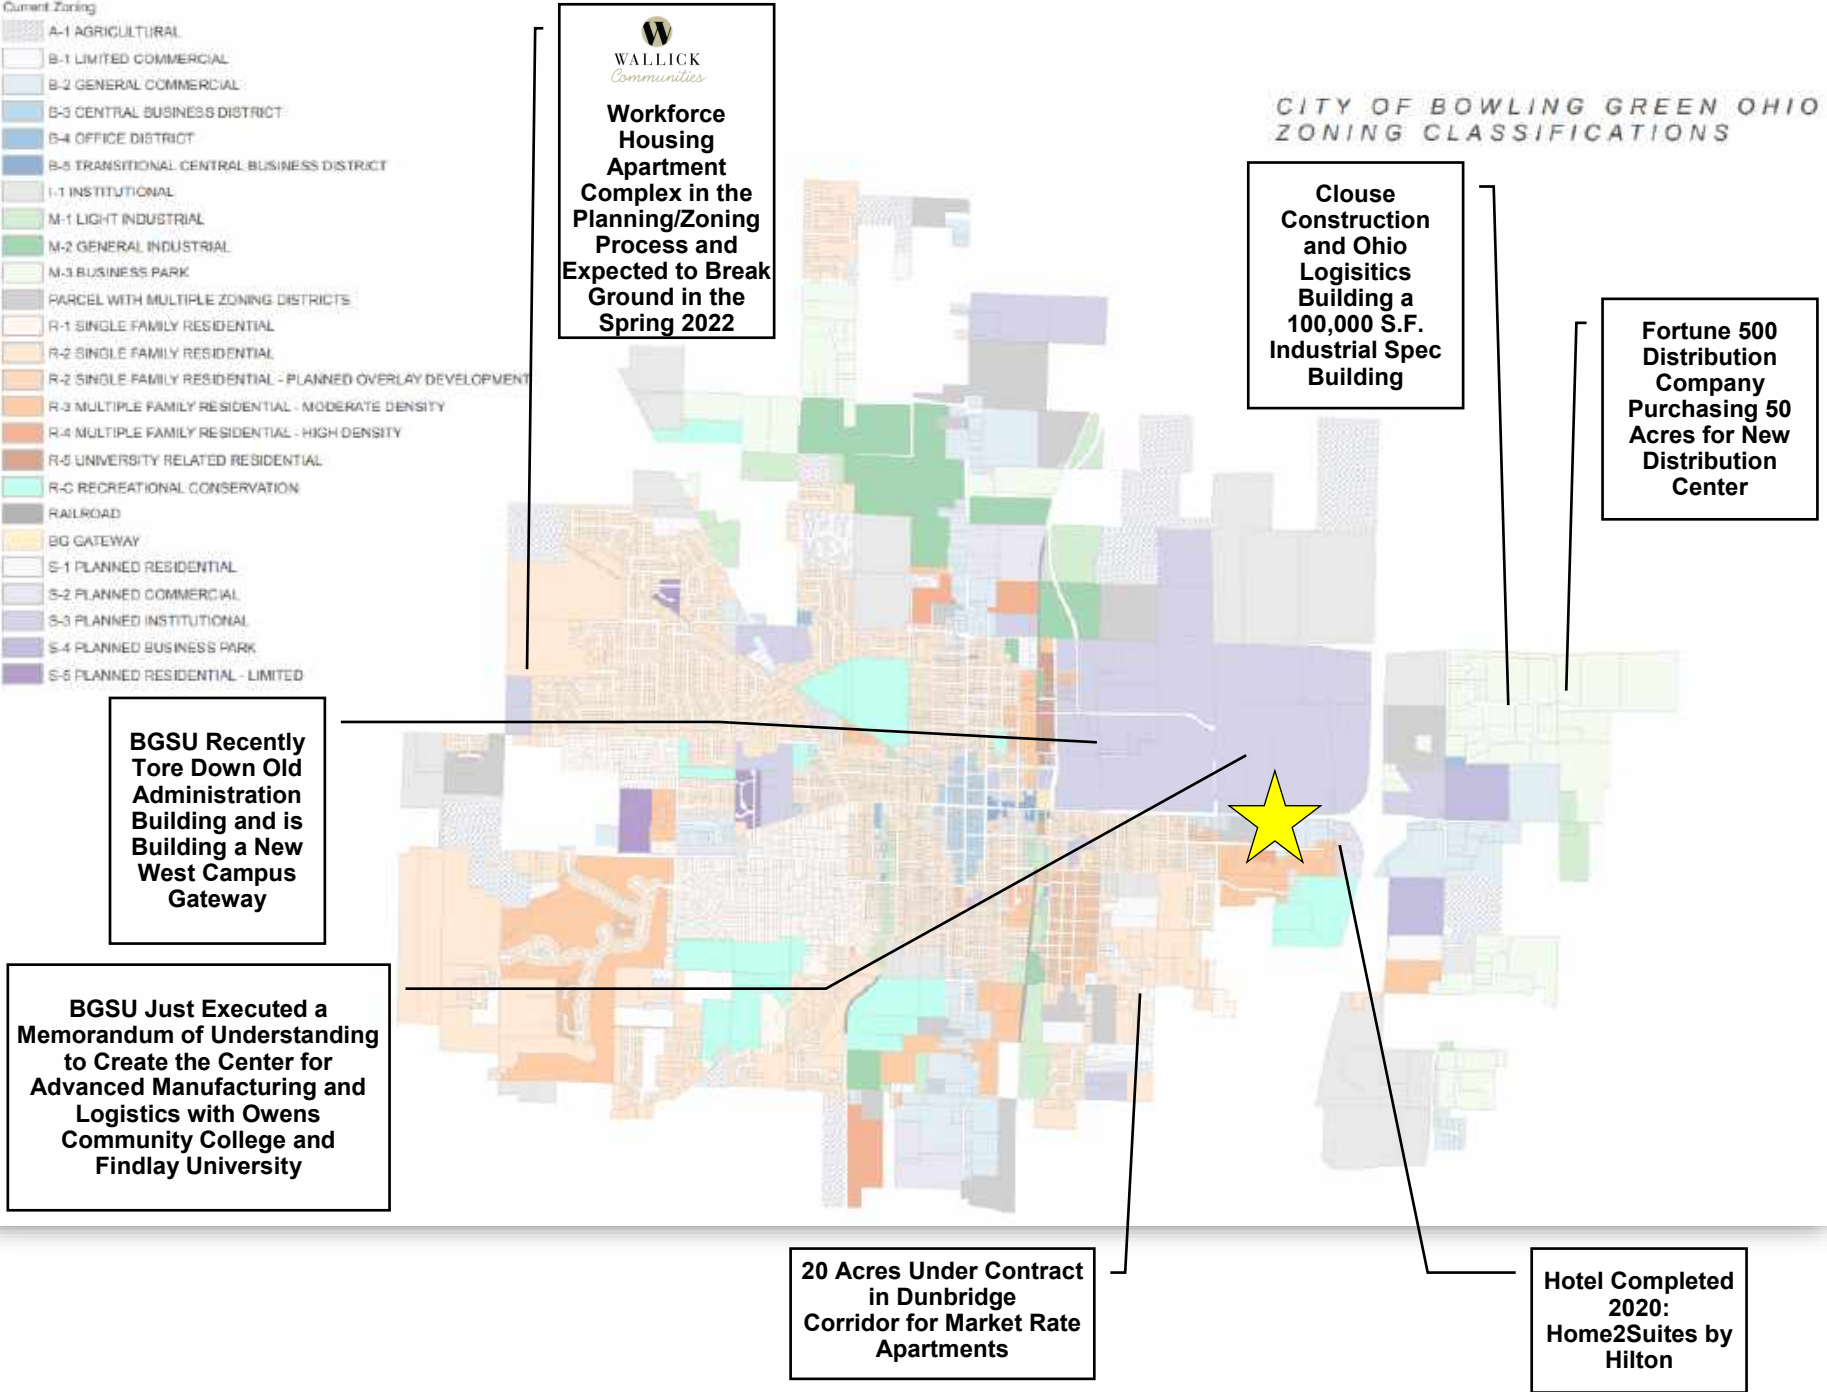 Current Zoning
A-1 AGRICULTURAL
B-1 LIMITED COMMERCIAL
B-2 GENERAL COMMERCIAL
B-3 CENTRAL BUSINESS DISTRICT
B-4 OFFICE DISTRICT
B-5 TRANSITIONAL CENTRAL BUSINESS DISTRICT
I-1 INSTITUTIONAL
M-1 LIGHT INDUSTRIAL
M-2 GENERAL INDUSTRIAL
M-3 BUSINESS PARK
PARCEL WITH MULTIPLE ZONING DISTRICTS
R-1 SINGLE FAMILY RESIDENTIAL
R-2 SINGLE FAMILY RESIDENTIAL
R-2 SINGLE FAMILY RESIDENTIAL - PLANNED OVERLAY DEVELOPMENT
R-3 MULTIPLE FAMILY RESIDENTIAL - MODERATE DENSITY
R-4 MULTIPLE FAMILY RESIDENTIAL - HIGH DENSITY
R-5 UNIVERSITY RELATED RESIDENTIAL
R-C RECREATIONAL CONSERVATION
RAILROAD
BG GATEWAY
S-1 PLANNED RESIDENTIAL
S-2 PLANNED COMMERCIAL
S-3 PLANNED INSTITUTIONAL
S-4 PLANNED BUSINESS PARK
S-5 PLANNED RESIDENTIAL - LIMITED
W
WALLICK
Communities
Workforce
Housing
Apartment
Complex in the
Planning/Zoning
Process and
Expected to Break
Ground in the
Spring 2022
CITY OF BOWLING GREEN OHIO
ZONING CLASSIFICATIONS
Clouse
Construction
and Ohio
Logisitics
Building a
100,000 S.F.
Industrial Spec
Building
Fortune 500
Distribution
Company
Purchasing 50
Acres for New
Distribution
Center
BGSU Recently
Tore Down Old
Administration
Building and is
Building a New
West Campus
Gateway
BGSU Just Executed a
Memorandum of Understanding
to Create the Center for
Advanced Manufacturing and
Logistics with Owens
Community College and
Findlay University
20 Acres Under Contract
in Dunbridge
Corridor for Market Rate
Apartments
Hotel Completed
2020:
Home2Suites by
Hilton